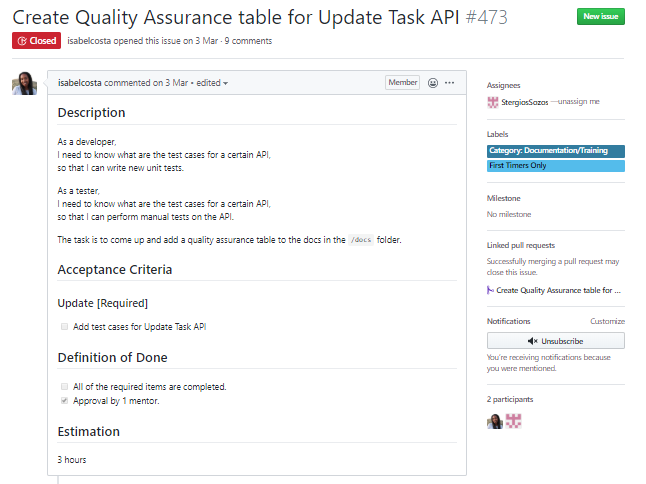 Create Quality Assurance table for Update Task API #473
New issue
Closed isabelcosta opened this issue on 3 Mar · 9 comments
isabelcosta commented on 3 Mar • edited
Member
Description
As a developer,
I need to know what are the test cases for a certain API,
so that I can write new unit tests.
As a tester,
I need to know what are the test cases for a certain API,
so that I can perform manual tests on the API.
The task is to come up and add a quality assurance table to the docs in the /docs folder.
Acceptance Criteria
Update [Required]
Add test cases for Update Task API
Definition of Done
All of the required items are completed.
Approval by 1 mentor.
Estimation
3 hours
Assignees
StergiosSozos —unassign me
Labels
Category: Documentation/Training
First Timers Only
Milestone
No milestone
Linked pull requests
Successfully merging a pull request may
close this issue.
Create Quality Assurance table for ...
Notifications Customize
Unsubscribe
You're receiving notifications because
you were mentioned.
2 participants